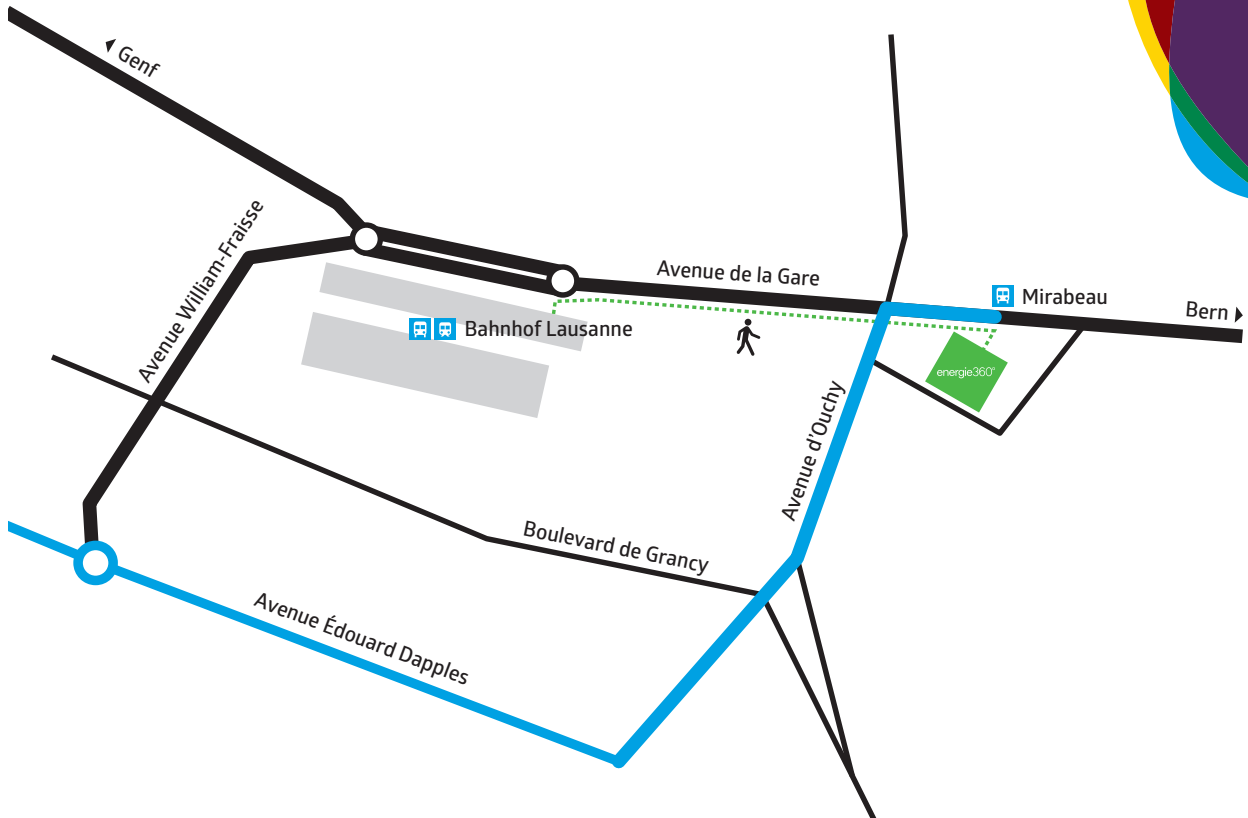 Genf
Avenue William-Fraisse
Avenue de la Gare
Mirabeau
Bern
Bahnhof Lausanne
energie360°
Avenue d'Ouchy
Boulevard de Grancy
Avenue Édouard Dapples